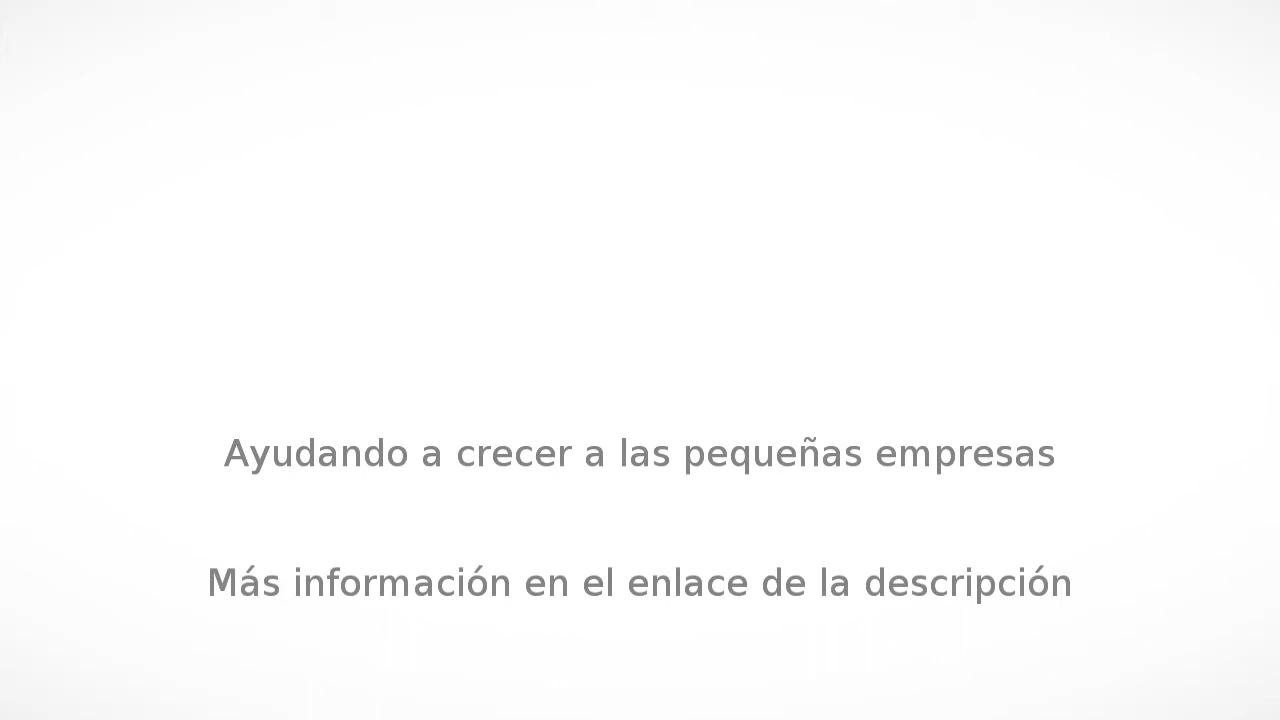 Ayudando a crecer a las pequeñas empresas
Más información en el enlace de la descripción